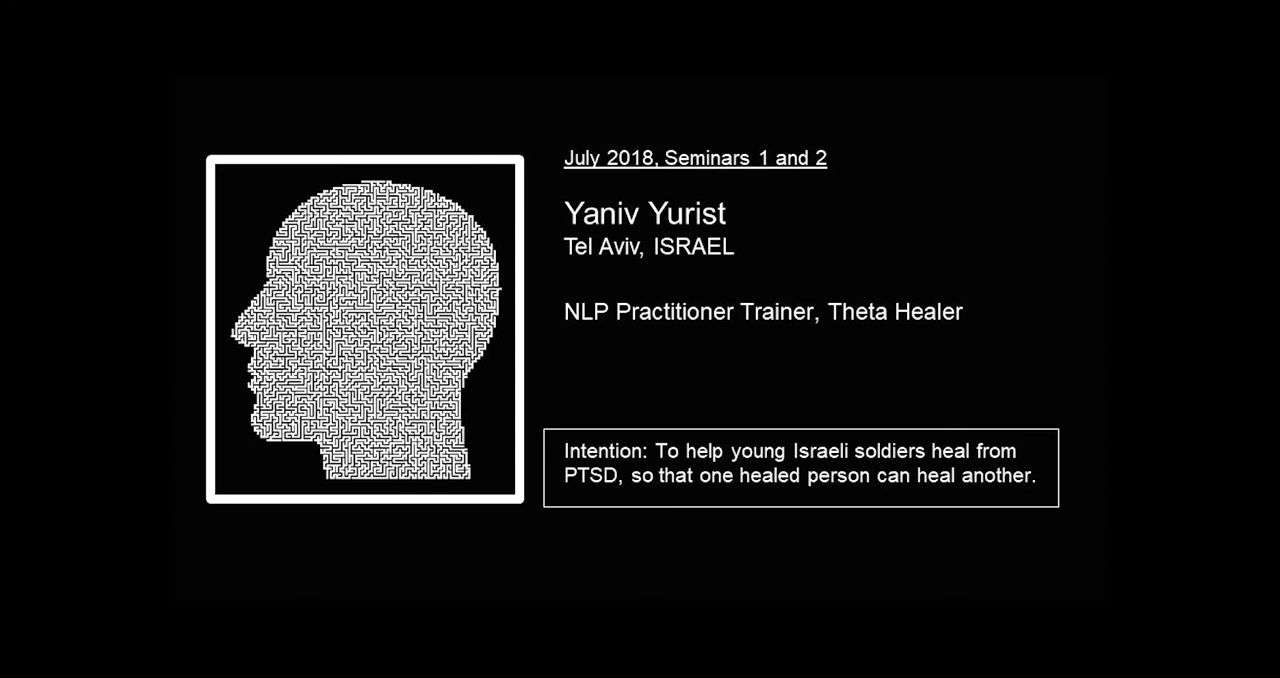 July 2018, Seminars 1 and 2
Yaniv Yurist
Tel Aviv, ISRAEL
NLP Practitioner Trainer, Theta Healer
Intention: To help young Israeli soldiers heal from
PTSD, so that one healed person can heal another.